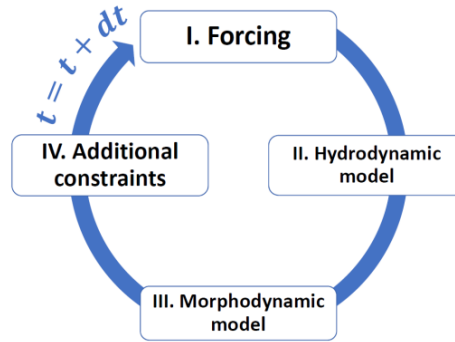 I. Forcing
t = t + dt
IV. Additional
constraints
II. Hydrodynamic
model
III. Morphodynamic
model